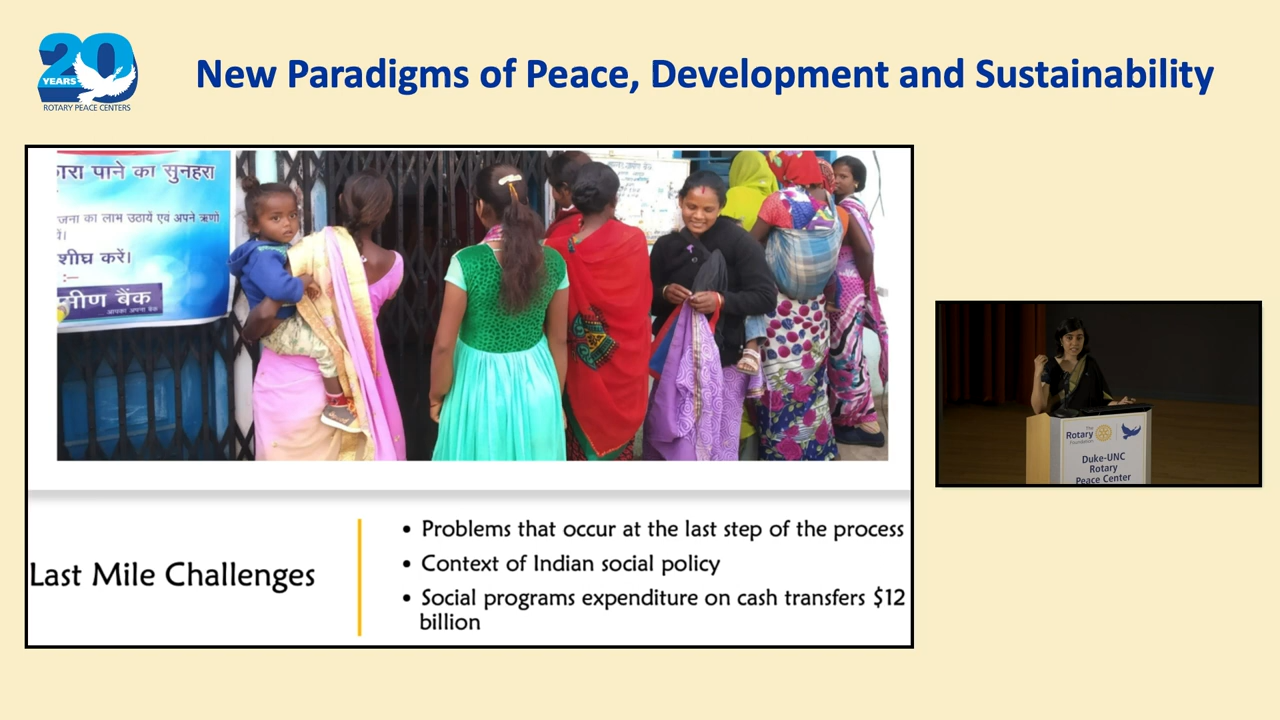 20
YEARS
ROTARY PEACE CENTERS
New Paradigms of Peace, Development and Sustainability
पाने का सुनहरा
का लाभ उठायें एवं अपने ऋणों
शीघ्र करें।
बैंक
आपका अपना बैंक
The
Rotary
Foundation
Duke-UNC
Rotary
Peace Center
Last Mile Challenges
• Problems that occur at the last step of the process
• Context of Indian social policy
• Social programs expenditure on cash transfers $12
billion